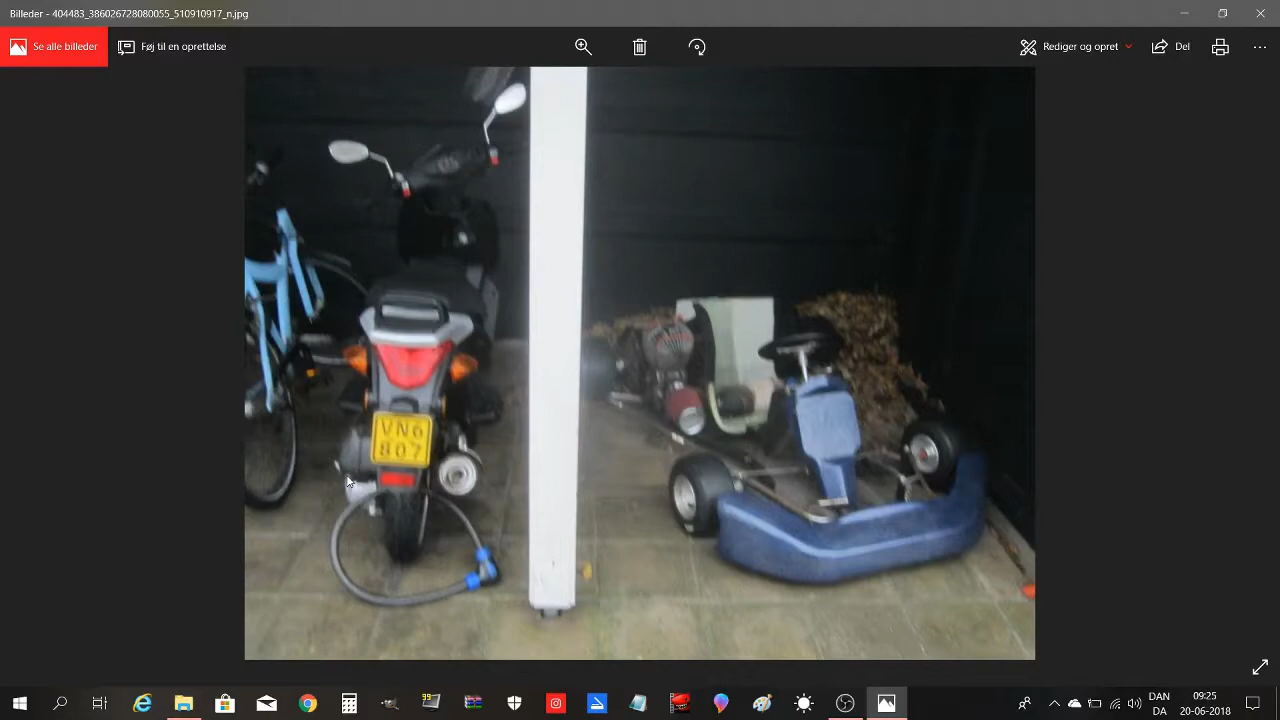 Billeder - 404483_386026728080055_510910917_n.jpg
Se alle billeder
Føj til en oprettelse
Rediger og opret
Del
VN6
807
99
DAN
09:25
DA
20-06-2018